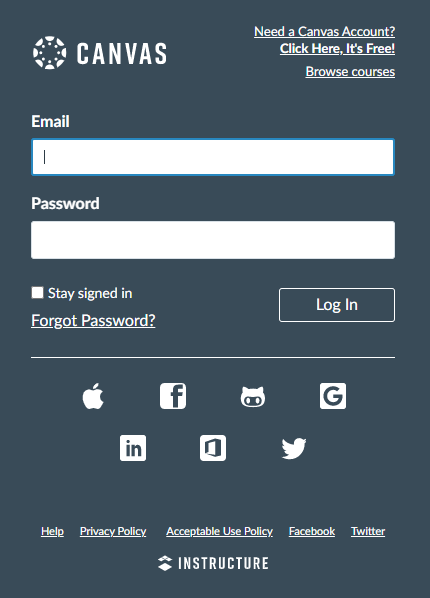 Need a Canvas Account?
Click Here, It's Free!
CANVAS
Browse courses
Email
Password
Stay signed in
Log In
Forgot Password?
Help Privacy Policy Acceptable Use Policy Facebook Twitter
INSTRUCTURE